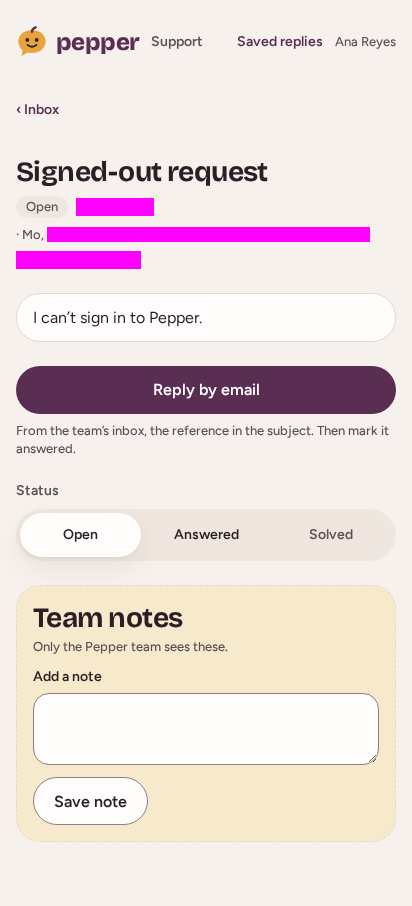 pepper Support Saved replies Ana Reyes
‹ Inbox
Signed-out request
Open
· Mo,
I can’t sign in to Pepper.
Reply by email
From the team’s inbox, the reference in the subject. Then mark it
answered.
Status
Open Answered Solved
Team notes
Only the Pepper team sees these.
Add a note
Save note